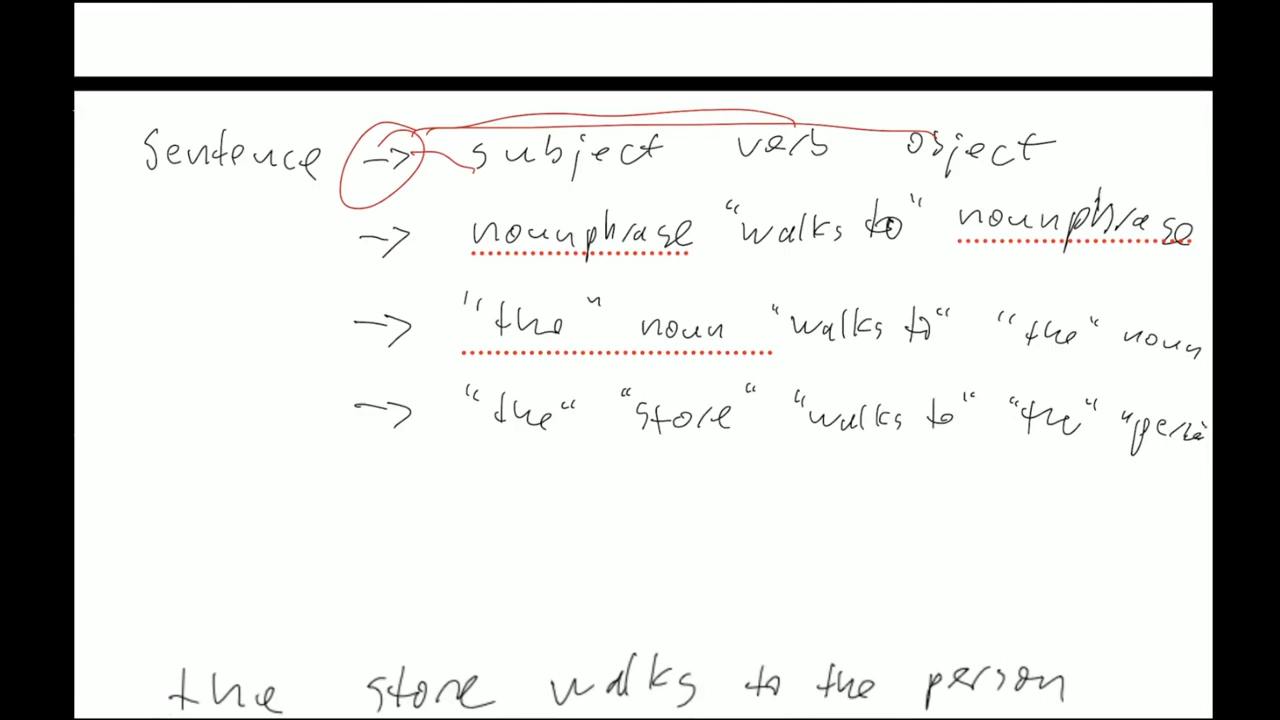 Sentence -> subject verb object
-> nounphrase "walks to" nounphrase
-> "the" noun "walks to" "the" noun
-> "the" "store" "walks to" "the"
the store walks to the person